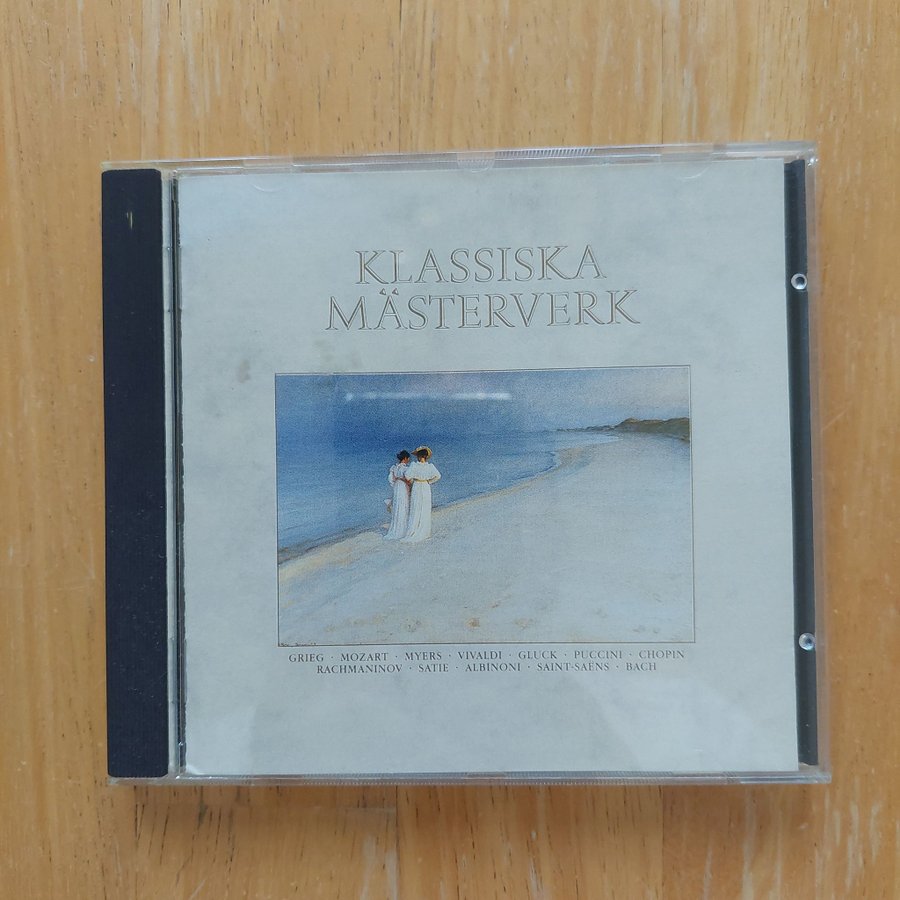 KLASSISKA
MÄSTERVERK
GRIEG · MOZART · MYERS · VIVALDI · GLUCK · PUCCINI · CHOPIN
RACHMANINOV · SATIE · ALBINONI · SAINT-SAËNS · BACH